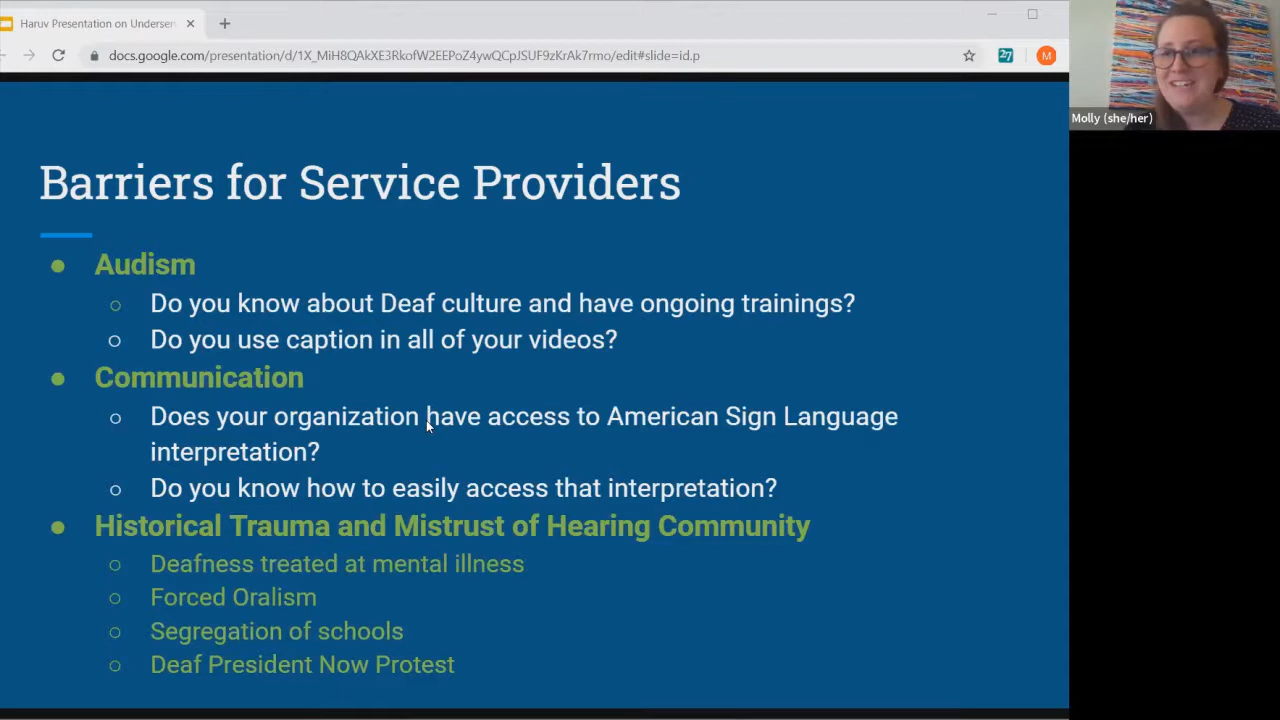 Haruv Presentation on Underser
docs.google.com/presentation/d/1X_MiH8QAkXE3RkofW2EEPoZ4ywQCpJSUF9zKrAk7rmo/edit#slide=id.p
27
M
Molly (she/her)
Barriers for Service Providers
● Audism
○ Do you know about Deaf culture and have ongoing trainings?
○ Do you use caption in all of your videos?
● Communication
○ Does your organization have access to American Sign Language
interpretation?
○ Do you know how to easily access that interpretation?
● Historical Trauma and Mistrust of Hearing Community
○ Deafness treated at mental illness
○ Forced Oralism
○ Segregation of schools
○ Deaf President Now Protest